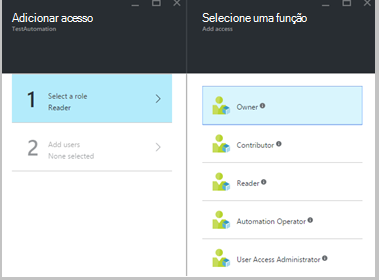 Adicionar acesso
TestAutomation
1
Select a role
Reader
2
Add users
None selected
Selecione uma função
Add access
Owner
Contributor
Reader
Automation Operator
User Access Administrator